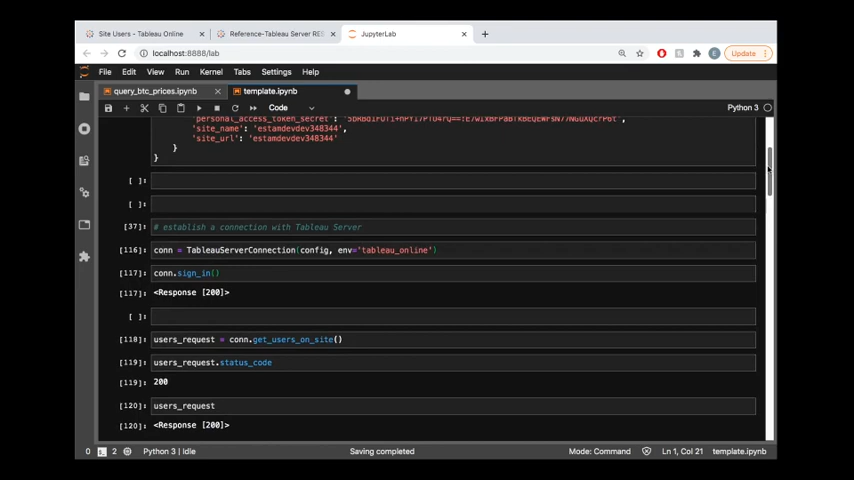 Site Users - Tableau Online
Reference-Tableau Server RE
JupyterLab
localhost:8888/lab
E
Update
File Edit View Run Kernel Tabs Settings Help
query_btc_prices.ipynb
template.ipynb
Code
Python 3
'personal_access_token_secret':
'site_name': 'estamdevdev348344',
'site_url': 'estamdevdev348344'
}
}
[ ]:
[ ]:
[37]: # establish a connection with Tableau Server
[116]: conn = TableauServerConnection(config, env='tableau_online')
[117]: conn.sign_in()
[117]: <Response [200]>
[ ]:
[118]: users_request = conn.get_users_on_site()
[119]: users_request.status_code
[119]: 200
[120]: users_request
[120]: <Response [200]>
0 2 Python 3 | Idle Saving completed Mode: Command Ln 1, Col 21 template.ipynb